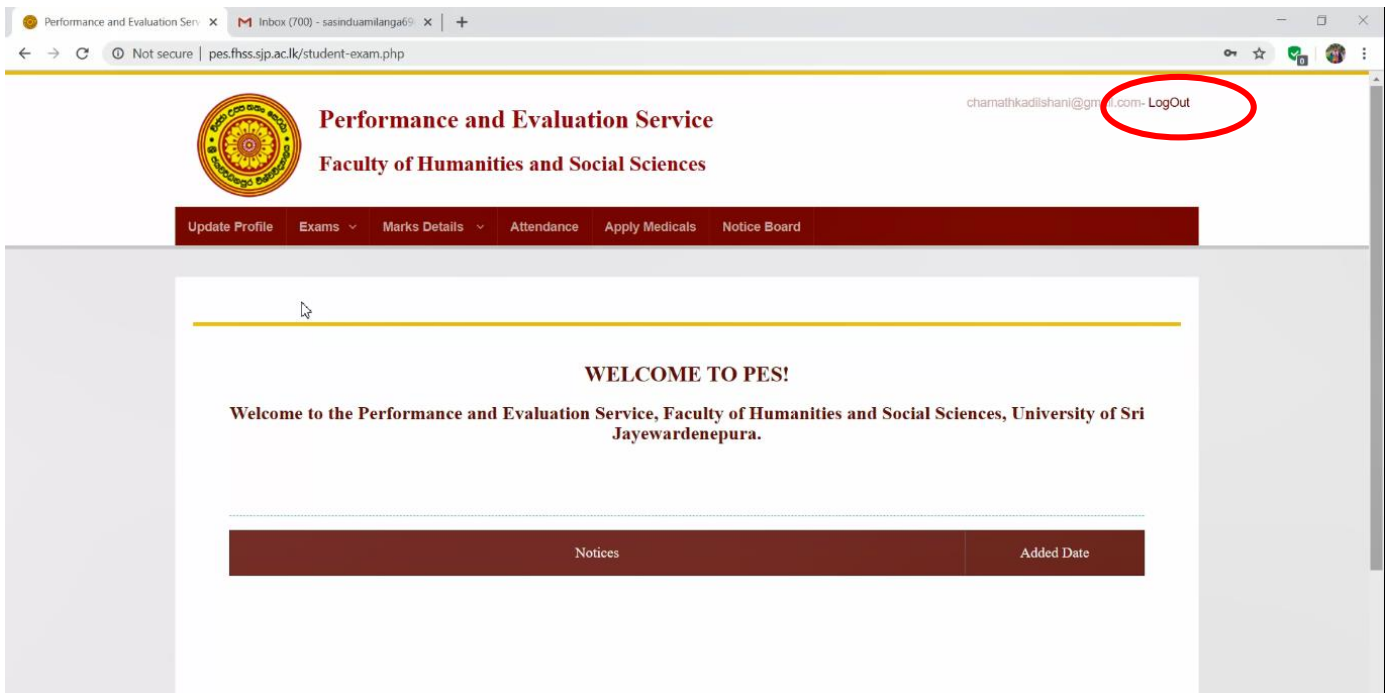 Performance and Evaluation Serv
Inbox (700) - sasinduamilanga69
Not secure | pes.fhss.sjp.ac.lk/student-exam.php
charnathkadilshani@gmail.com- LogOut
Performance and Evaluation Service
Faculty of Humanities and Social Sciences
Update Profile Exams Marks Details Attendance Apply Medicals Notice Board
WELCOME TO PES!
Welcome to the Performance and Evaluation Service, Faculty of Humanities and Social Sciences, University of Sri
Jayewardenepura.
Notices Added Date